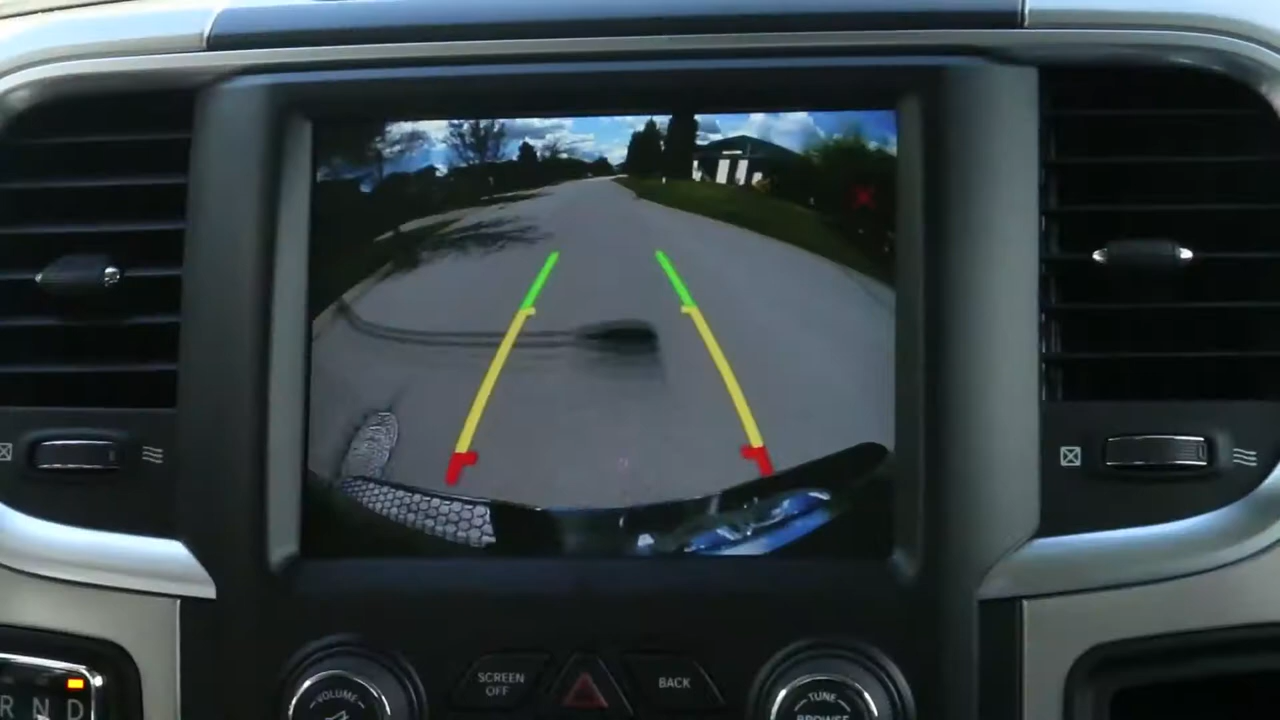 SCREEN
OFF
BACK
VOLUME
TUNE
BROWSE
R N D